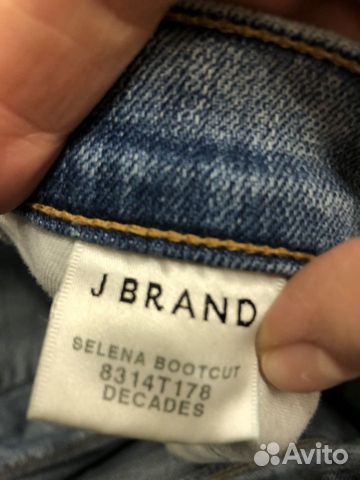 J BRAND
SELENA BOOTCUT
8314T178
DECADES
Avito